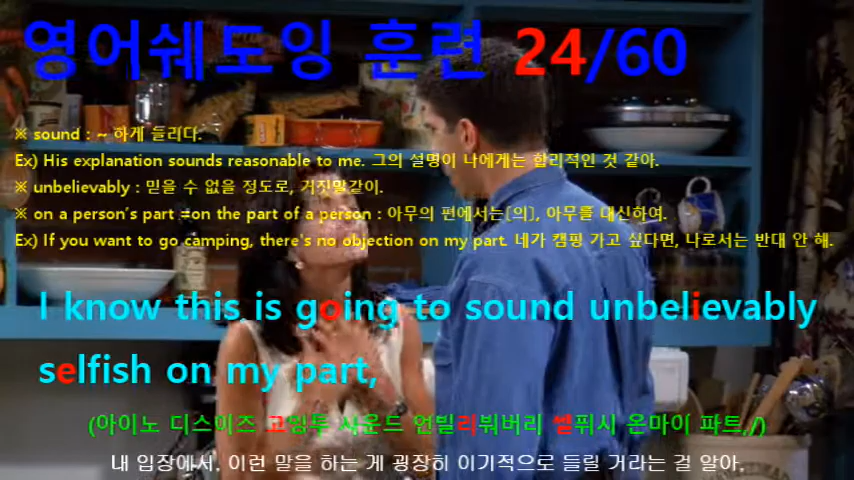 영어쉐도잉 훈련 24/60
※ sound : ~ 하게 들리다.
Ex) His explanation sounds reasonable to me. 그의 설명이 나에게는 합리적인 것 같아.
※ unbelievably : 믿을 수 없을 정도로, 거짓말같이.
※ on a person's part =on the part of a person : 아무의 편에서는[의], 아무를 대신하여.
Ex) If you want to go camping, there's no objection on my part. 네가 캠핑 가고 싶다면, 나로서는 반대 안 해.
I know this is going to sound unbelievably
selfish on my part,
(아이노 디스이즈 고잉투 사운드 언빌리붜버리 쎌퓌시 온마이 파트,/)
내 입장에서, 이런 말을 하는 게 굉장히 이기적으로 들릴 거라는 걸 알아.